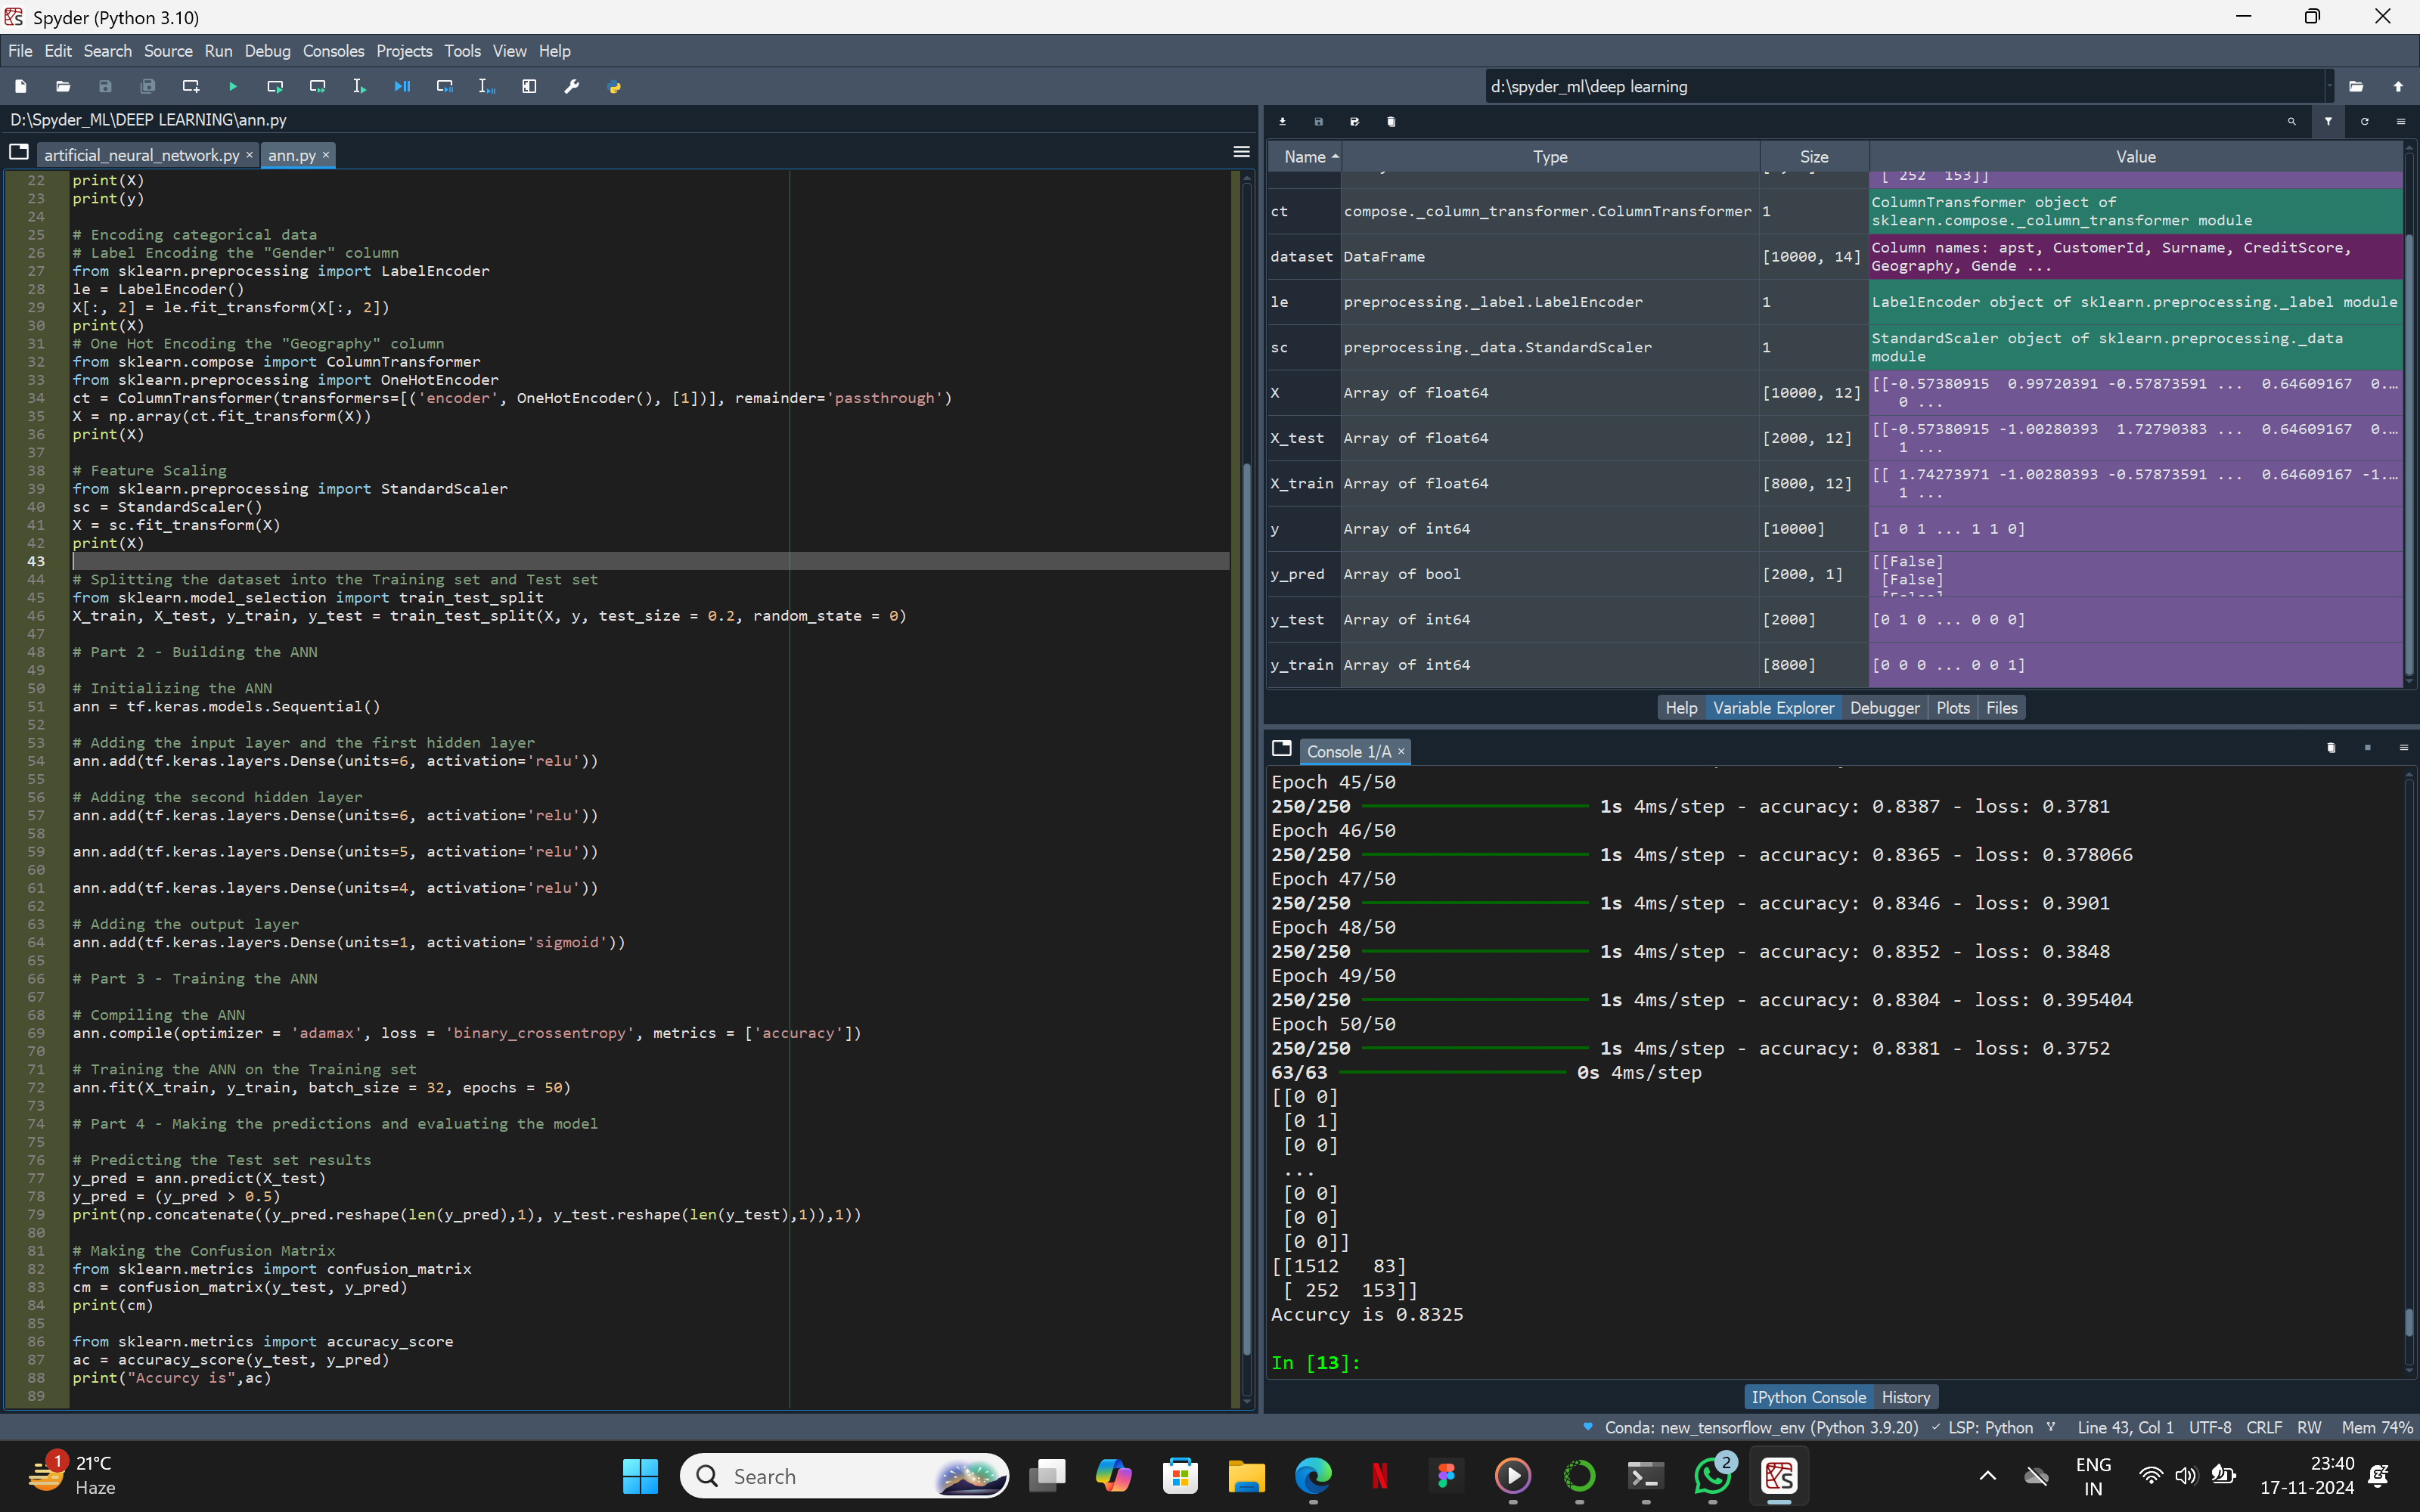 Spyder (Python 3.10)
File Edit Search Source Run Debug Consoles Projects Tools View Help
d:\spyder_ml\deep learning
D:\Spyder_ML\DEEP LEARNING\ann.py
artificial_neural_network.py × ann.py ×
22 print(X)
23 print(y)
24
25 # Encoding categorical data
26 # Label Encoding the "Gender" column
27 from sklearn.preprocessing import LabelEncoder
28 le = LabelEncoder()
29 X[:, 2] = le.fit_transform(X[:, 2])
30 print(X)
31 # One Hot Encoding the "Geography" column
32 from sklearn.compose import ColumnTransformer
33 from sklearn.preprocessing import OneHotEncoder
34 ct = ColumnTransformer(transformers=[('encoder', OneHotEncoder(), [1])], remainder='passthrough')
35 X = np.array(ct.fit_transform(X))
36 print(X)
37
38 # Feature Scaling
39 from sklearn.preprocessing import StandardScaler
40 sc = StandardScaler()
41 X = sc.fit_transform(X)
42 print(X)
43
44 # Splitting the dataset into the Training set and Test set
45 from sklearn.model_selection import train_test_split
46 X_train, X_test, y_train, y_test = train_test_split(X, y, test_size = 0.2, random_state = 0)
47
48 # Part 2 - Building the ANN
49
50 # Initializing the ANN
51 ann = tf.keras.models.Sequential()
52
53 # Adding the input layer and the first hidden layer
54 ann.add(tf.keras.layers.Dense(units=6, activation='relu'))
55
56 # Adding the second hidden layer
57 ann.add(tf.keras.layers.Dense(units=6, activation='relu'))
58
59 ann.add(tf.keras.layers.Dense(units=5, activation='relu'))
60
61 ann.add(tf.keras.layers.Dense(units=4, activation='relu'))
62
63 # Adding the output layer
64 ann.add(tf.keras.layers.Dense(units=1, activation='sigmoid'))
65
66 # Part 3 - Training the ANN
67
68 # Compiling the ANN
69 ann.compile(optimizer = 'adamax', loss = 'binary_crossentropy', metrics = ['accuracy'])
70
71 # Training the ANN on the Training set
72 ann.fit(X_train, y_train, batch_size = 32, epochs = 50)
73
74 # Part 4 - Making the predictions and evaluating the model
75
76 # Predicting the Test set results
77 y_pred = ann.predict(X_test)
78 y_pred = (y_pred > 0.5)
79 print(np.concatenate((y_pred.reshape(len(y_pred),1), y_test.reshape(len(y_test),1)),1))
80
81 # Making the Confusion Matrix
82 from sklearn.metrics import confusion_matrix
83 cm = confusion_matrix(y_test, y_pred)
84 print(cm)
85
86 from sklearn.metrics import accuracy_score
87 ac = accuracy_score(y_test, y_pred)
88 print("Accurcy is",ac)
89
Name Type Size Value
[ 252 153]]
ct compose._column_transformer.ColumnTransformer 1 ColumnTransformer object of
sklearn.compose._column_transformer module
dataset DataFrame [10000, 14] Column names: apst, CustomerId, Surname, CreditScore,
Geography, Gende ...
le preprocessing._label.LabelEncoder 1 LabelEncoder object of sklearn.preprocessing._label module
sc preprocessing._data.StandardScaler 1 StandardScaler object of sklearn.preprocessing._data
module
X Array of float64 [10000, 12] [[-0.57380915 0.99720391 -0.57873591 ... 0.64609167 0.…
0 ...
X_test Array of float64 [2000, 12] [[-0.57380915 -1.00280393 1.72790383 ... 0.64609167 0.…
1 ...
X_train Array of float64 [8000, 12] [[ 1.74273971 -1.00280393 -0.57873591 ... 0.64609167 -1.…
1 ...
y Array of int64 [10000] [1 0 1 ... 1 1 0]
y_pred Array of bool [2000, 1] [[False]
[False]
[False]
y_test Array of int64 [2000] [0 1 0 ... 0 0 0]
y_train Array of int64 [8000] [0 0 0 ... 0 0 1]
Help Variable Explorer Debugger Plots Files
Console 1/A ×
Epoch 45/50
250/250 1s 4ms/step - accuracy: 0.8387 - loss: 0.3781
Epoch 46/50
250/250 1s 4ms/step - accuracy: 0.8365 - loss: 0.378066
Epoch 47/50
250/250 1s 4ms/step - accuracy: 0.8346 - loss: 0.3901
Epoch 48/50
250/250 1s 4ms/step - accuracy: 0.8352 - loss: 0.3848
Epoch 49/50
250/250 1s 4ms/step - accuracy: 0.8304 - loss: 0.395404
Epoch 50/50
250/250 1s 4ms/step - accuracy: 0.8381 - loss: 0.3752
63/63 0s 4ms/step
[[0 0]
[0 1]
[0 0]
...
[0 0]
[0 0]
[0 0]]
[[1512 83]
[ 252 153]]
Accurcy is 0.8325
In [13]:
IPython Console History
Conda: new_tensorflow_env (Python 3.9.20) LSP: Python Line 43, Col 1 UTF-8 CRLF RW Mem 74%
1
21°C
Haze
Search
2
ENG
IN
23:40
17-11-2024